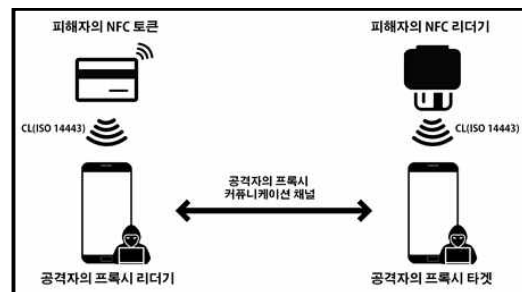 피해자의 NFC 토큰
피해자의 NFC 리더기
CL(ISO 14443)
CL(ISO 14443)
공격자의 프록시
커퓨니케이션 채널
공격자의 프록시 리더기
공격자의 프록시 타겟